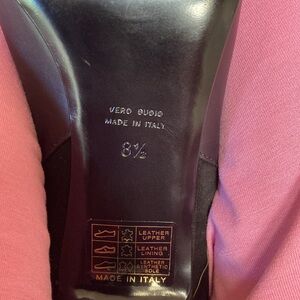 VERO CUOIO
MADE IN ITALY
8½
LEATHER
UPPER
LEATHER
LINING
LEATHER
SYNTHETIC
SOLE
MADE IN ITALY